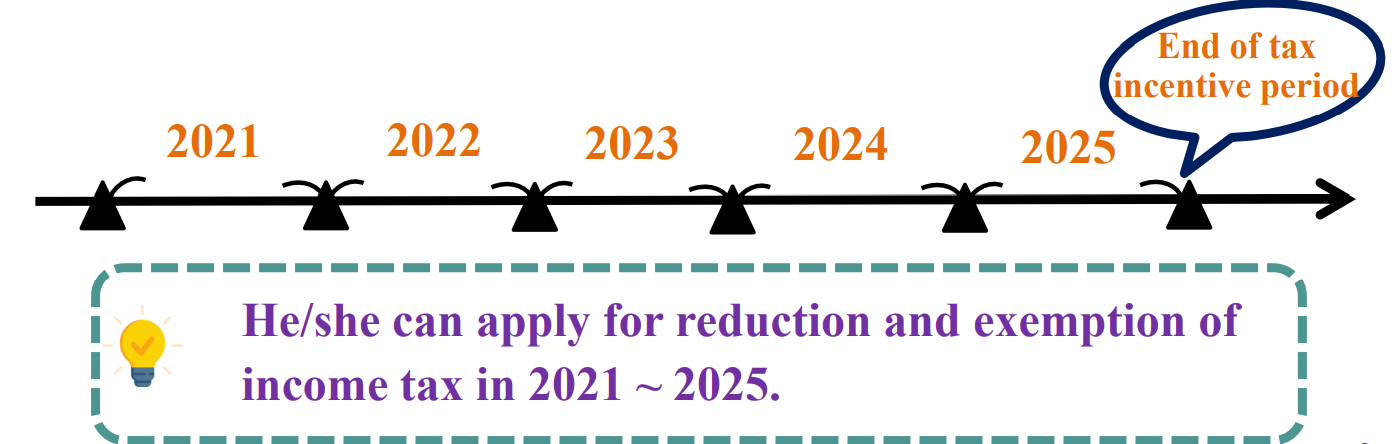 End of tax
incentive period
2021 2022 2023 2024 2025
He/she can apply for reduction and exemption of
income tax in 2021 ~ 2025.